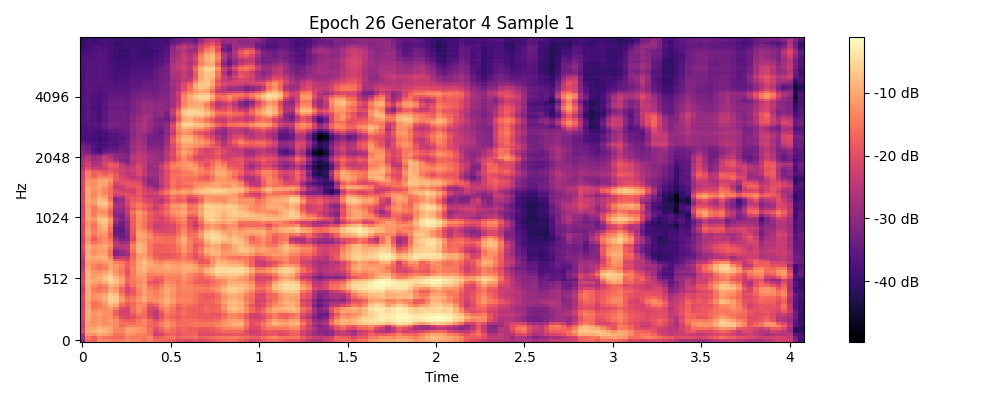 Epoch 26 Generator 4 Sample 1
Hz
4096
2048
1024
512
0
0 0.5 1 1.5 2 2.5 3 3.5 4
Time
-10 dB
-20 dB
-30 dB
-40 dB